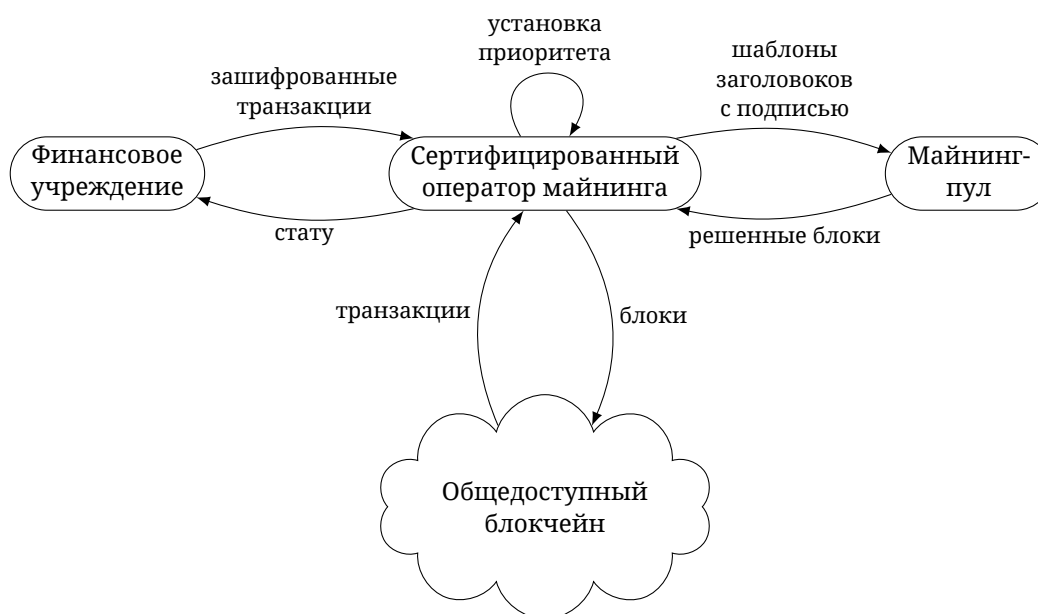 установка
приоритета
зашифрованные
транзакции
шаблоны
заголовоков
с подписью
Финансовое
учреждение
Сертифицированный
оператор майнинга
Майнинг-
пул
стату
решенные блоки
транзакции
блоки
Общедоступный
блокчейн